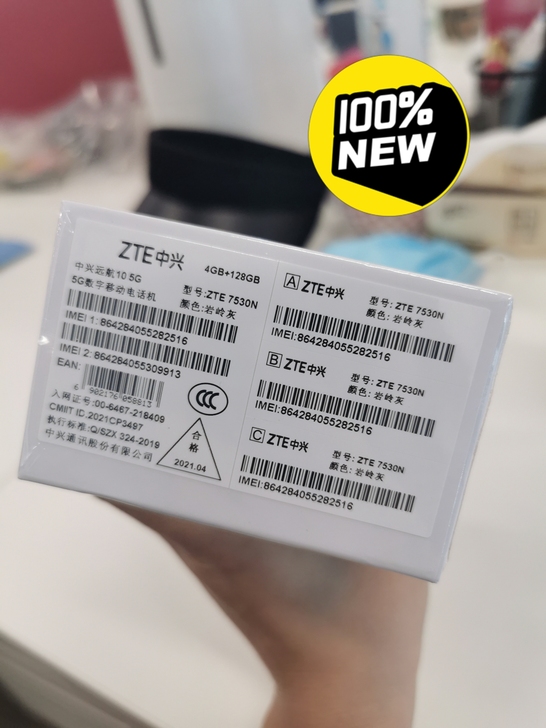 100%
NEW
ZTE中兴
4GB+128GB
中兴远航10 5G
型号:ZTE 7530N
5G数字移动电话机
颜色:岩岭灰
IMEI 1:864284055282516
IMEI 2:864284055309913
EAN:
6 902176 058813
入网证号:00-6467-218409
CMIIT ID.2021CP3497
执行标准:Q/SZX 324-2019
中兴通讯股份有限公司
合
格
2021.04
A ZTE中兴
型号: ZTE 7530N
颜色: 岩岭灰
IMEI:864284055282516
B ZTE中兴
型号: ZTE 7530N
颜色: 岩岭灰
IMEI:864284055282516
C ZTE中兴
型号: ZTE 7530N
颜色: 岩岭灰
IMEI:864284055282516